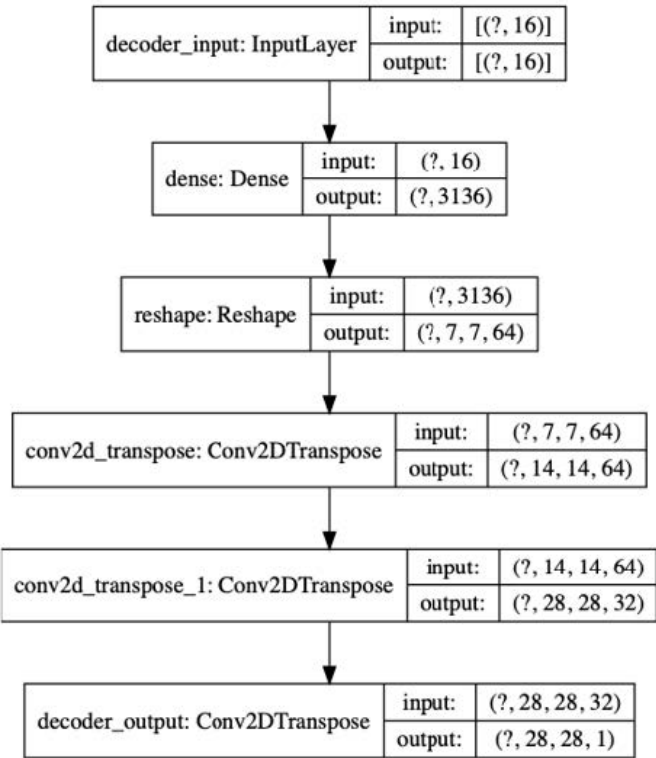 decoder_input: InputLayer
input: [(?, 16)]
output: [(?, 16)]
dense: Dense
input: (?, 16)
output: (?, 3136)
reshape: Reshape
input: (?, 3136)
output: (?, 7, 7, 64)
conv2d_transpose: Conv2DTranspose
input: (?, 7, 7, 64)
output: (?, 14, 14, 64)
conv2d_transpose_1: Conv2DTranspose
input: (?, 14, 14, 64)
output: (?, 28, 28, 32)
decoder_output: Conv2DTranspose
input: (?, 28, 28, 32)
output: (?, 28, 28, 1)